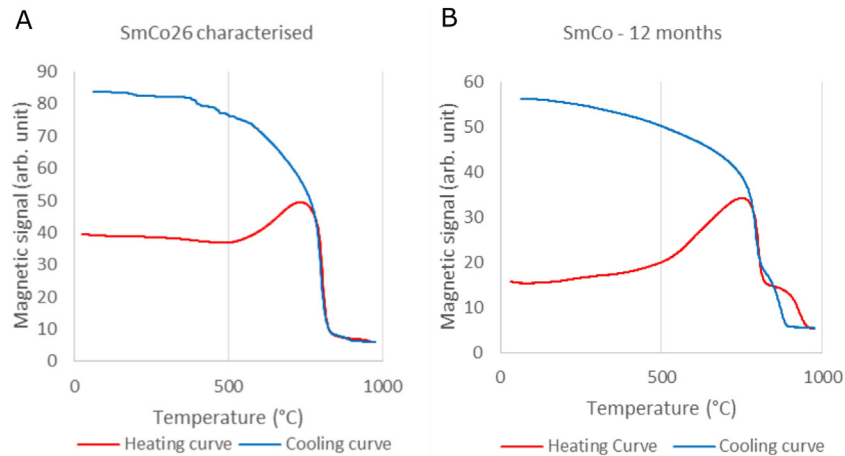 A
SmCo26 characterised
Magnetic signal (arb. unit)
90
80
70
60
50
40
30
20
10
0
0 500 1000
Temperature (°C)
Heating curve Cooling curve
B
SmCo - 12 months
Magnetic signal (arb. unit)
60
50
40
30
20
10
0
0 500 1000
Temperature (°C)
Heating Curve Cooling curve